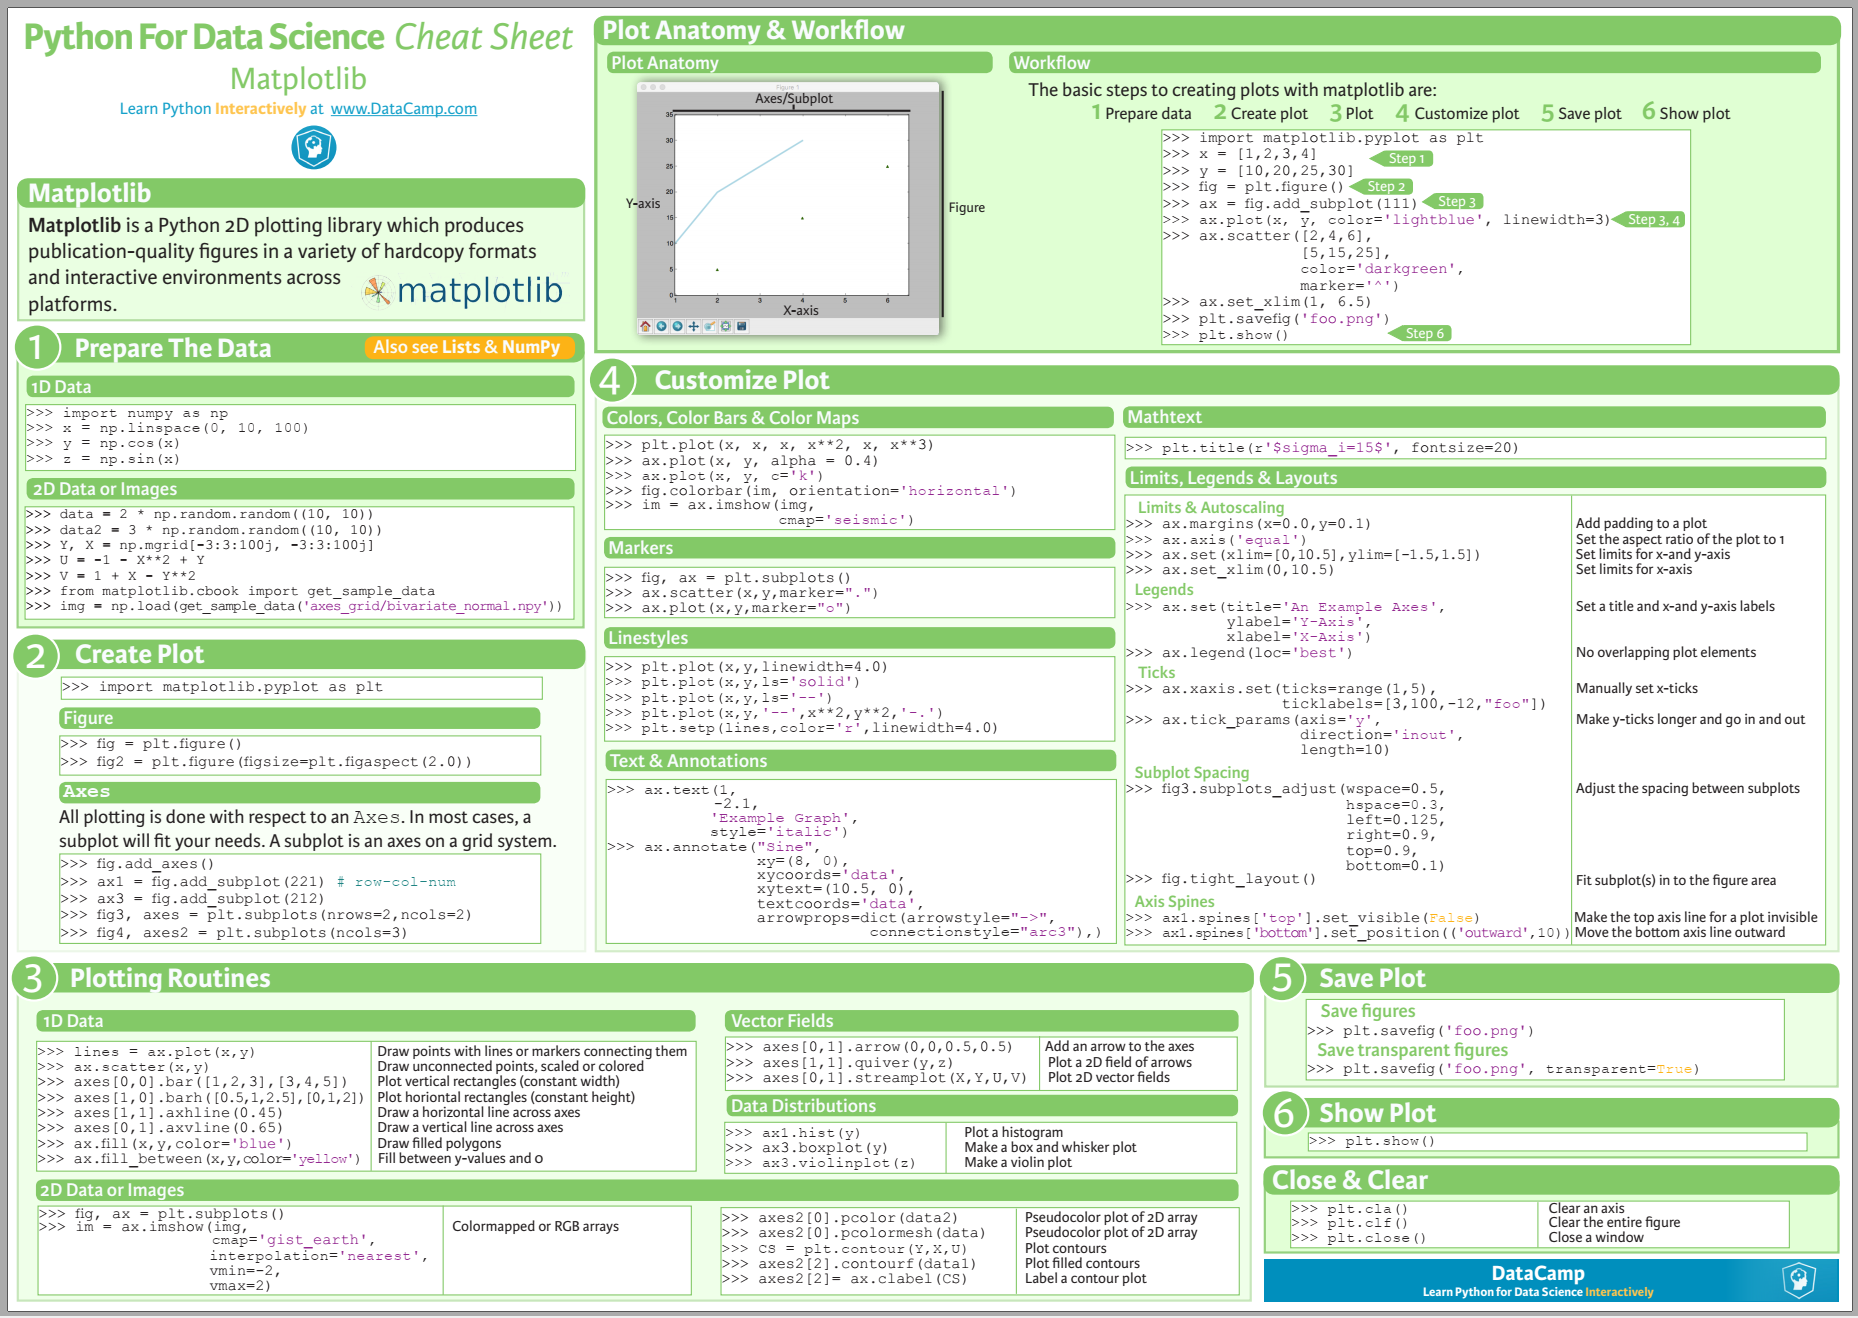 Python For Data Science Cheat Sheet
Matplotlib
Learn Python Interactively at www.DataCamp.com
Matplotlib
Matplotlib is a Python 2D plotting library which produces
publication-quality figures in a variety of hardcopy formats
and interactive environments across
platforms.
matplotlib
1 Prepare The Data
Also see Lists & NumPy
1D Data
>>> import numpy as np
>>> x = np.linspace(0, 10, 100)
>>> y = np.cos(x)
>>> z = np.sin(x)
2D Data or Images
>>> data = 2 * np.random.random((10, 10))
>>> data2 = 3 * np.random.random((10, 10))
>>> Y, X = np.mgrid[-3:3:100j, -3:3:100j]
>>> U = -1 - X**2 + Y
>>> V = 1 + X - Y**2
>>> from matplotlib.cbook import get_sample_data
>>> img = np.load(get_sample_data('axes_grid/bivariate_normal.npy'))
2 Create Plot
>>> import matplotlib.pyplot as plt
Figure
>>> fig = plt.figure()
>>> fig2 = plt.figure(figsize=plt.figaspect(2.0))
Axes
All plotting is done with respect to an Axes. In most cases, a
subplot will fit your needs. A subplot is an axes on a grid system.
>>> fig.add_axes()
>>> ax1 = fig.add_subplot(221) # row-col-num
>>> ax3 = fig.add_subplot(212)
>>> fig3, axes = plt.subplots(nrows=2,ncols=2)
>>> fig4, axes2 = plt.subplots(ncols=3)
Plot Anatomy & Workflow
Plot Anatomy
Figure 1
Axes/Subplot
35
30
25
20
Y-axis
15
10
5
0
1 2 3 4 5 6
X-axis
Figure
Workflow
The basic steps to creating plots with matplotlib are:
1 Prepare data 2 Create plot 3 Plot 4 Customize plot 5 Save plot 6 Show plot
>>> import matplotlib.pyplot as plt
>>> x = [1,2,3,4]
Step 1
>>> y = [10,20,25,30]
>>> fig = plt.figure() Step 2
>>> ax = fig.add_subplot(111) Step 3
>>> ax.plot(x, y, color='lightblue', linewidth=3) Step 3, 4
>>> ax.scatter([2,4,6],
[5,15,25],
color='darkgreen',
marker='^')
>>> ax.set_xlim(1, 6.5)
>>> plt.savefig('foo.png')
>>> plt.show() Step 6
4 Customize Plot
Colors, Color Bars & Color Maps
>>> plt.plot(x, x, x, x**2, x, x**3)
>>> ax.plot(x, y, alpha = 0.4)
>>> ax.plot(x, y, c='k')
>>> fig.colorbar(im, orientation='horizontal')
>>> im = ax.imshow(img,
cmap='seismic')
Markers
>>> fig, ax = plt.subplots()
>>> ax.scatter(x,y,marker=".")
>>> ax.plot(x,y,marker="o")
Linestyles
>>> plt.plot(x,y,linewidth=4.0)
>>> plt.plot(x,y,ls='solid')
>>> plt.plot(x,y,ls='--')
>>> plt.plot(x,y,'--',x**2,y**2,'-.')
>>> plt.setp(lines,color='r',linewidth=4.0)
Text & Annotations
>>> ax.text(1,
-2.1,
'Example Graph',
style='italic')
>>> ax.annotate("Sine",
xy=(8, 0),
xycoords='data',
xytext=(10.5, 0),
textcoords='data',
arrowprops=dict(arrowstyle="->",
connectionstyle="arc3"),)
Mathtext
>>> plt.title(r'$sigma_i=15$', fontsize=20)
Limits, Legends & Layouts
Limits & Autoscaling
>>> ax.margins(x=0.0,y=0.1) Add padding to a plot
>>> ax.axis('equal') Set the aspect ratio of the plot to 1
>>> ax.set(xlim=[0,10.5],ylim=[-1.5,1.5]) Set limits for x-and y-axis
>>> ax.set_xlim(0,10.5) Set limits for x-axis
Legends
>>> ax.set(title='An Example Axes', Set a title and x-and y-axis labels
ylabel='Y-Axis',
xlabel='X-Axis')
>>> ax.legend(loc='best') No overlapping plot elements
Ticks
>>> ax.xaxis.set(ticks=range(1,5), Manually set x-ticks
ticklabels=[3,100,-12,"foo"])
>>> ax.tick_params(axis='y', Make y-ticks longer and go in and out
direction='inout',
length=10)
Subplot Spacing
>>> fig3.subplots_adjust(wspace=0.5, Adjust the spacing between subplots
hspace=0.3,
left=0.125,
right=0.9,
top=0.9,
bottom=0.1)
>>> fig.tight_layout() Fit subplot(s) in to the figure area
Axis Spines
>>> ax1.spines['top'].set_visible(False) Make the top axis line for a plot invisible
>>> ax1.spines['bottom'].set_position(('outward',10)) Move the bottom axis line outward
3 Plotting Routines
1D Data
>>> lines = ax.plot(x,y) Draw points with lines or markers connecting them
>>> ax.scatter(x,y) Draw unconnected points, scaled or colored
>>> axes[0,0].bar([1,2,3],[3,4,5]) Plot vertical rectangles (constant width)
>>> axes[1,0].barh([0.5,1,2.5],[0,1,2]) Plot horiontal rectangles (constant height)
>>> axes[1,1].axhline(0.45) Draw a horizontal line across axes
>>> axes[0,1].axvline(0.65) Draw a vertical line across axes
>>> ax.fill(x,y,color='blue') Draw filled polygons
>>> ax.fill_between(x,y,color='yellow') Fill between y-values and 0
Vector Fields
>>> axes[0,1].arrow(0,0,0.5,0.5) Add an arrow to the axes
>>> axes[1,1].quiver(y,z) Plot a 2D field of arrows
>>> axes[0,1].streamplot(X,Y,U,V) Plot 2D vector fields
Data Distributions
>>> ax1.hist(y) Plot a histogram
>>> ax3.boxplot(y) Make a box and whisker plot
>>> ax3.violinplot(z) Make a violin plot
2D Data or Images
>>> fig, ax = plt.subplots()
>>> im = ax.imshow(img, Colormapped or RGB arrays
cmap='gist_earth',
interpolation='nearest',
vmin=-2,
vmax=2)
>>> axes2[0].pcolor(data2) Pseudocolor plot of 2D array
>>> axes2[0].pcolormesh(data) Pseudocolor plot of 2D array
>>> CS = plt.contour(Y,X,U) Plot contours
>>> axes2[2].contourf(data1) Plot filled contours
>>> axes2[2]= ax.clabel(CS) Label a contour plot
5 Save Plot
Save figures
>>> plt.savefig('foo.png')
Save transparent figures
>>> plt.savefig('foo.png', transparent=True)
6 Show Plot
>>> plt.show()
Close & Clear
>>> plt.cla() Clear an axis
>>> plt.clf() Clear the entire figure
>>> plt.close() Close a window
DataCamp
Learn Python for Data Science Interactively